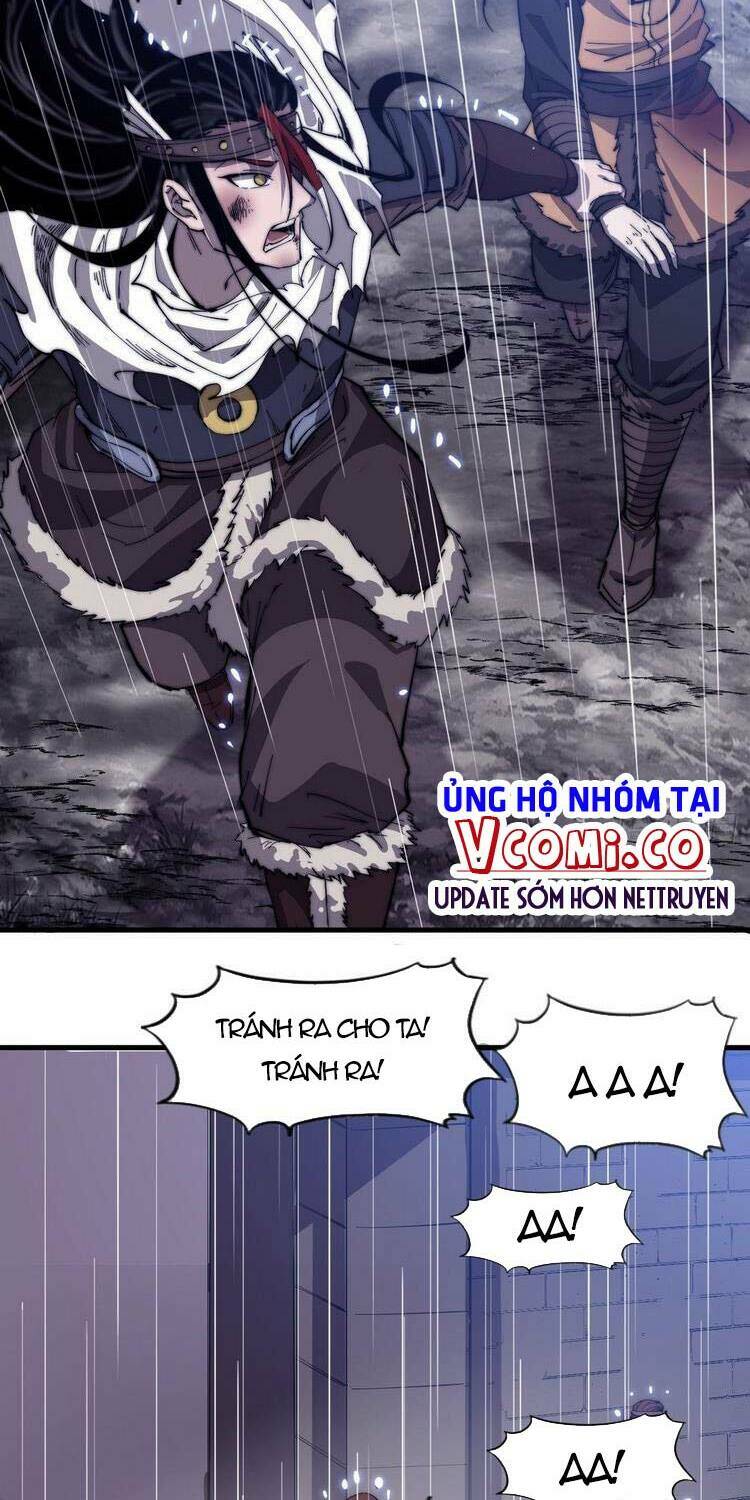 ỦNG HỘ NHÓM TẠI
VCOMI.CO
UPDATE SỚM HƠN NETTRUYEN
TRÁNH RA CHO TA!
TRÁNH RA!
A A A!
AA!
AA!